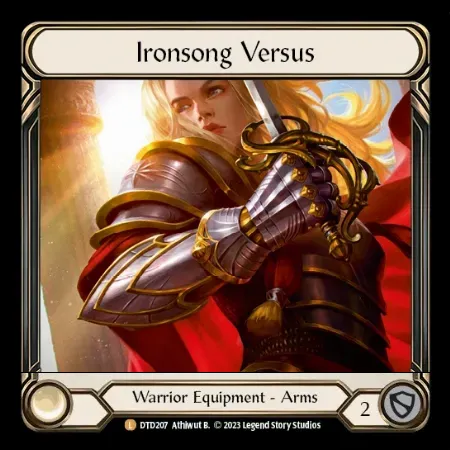 Ironsong Versus
Warrior Equipment - Arms
2
L DTD207 Athiwut B. © 2023 Legend Story Studios